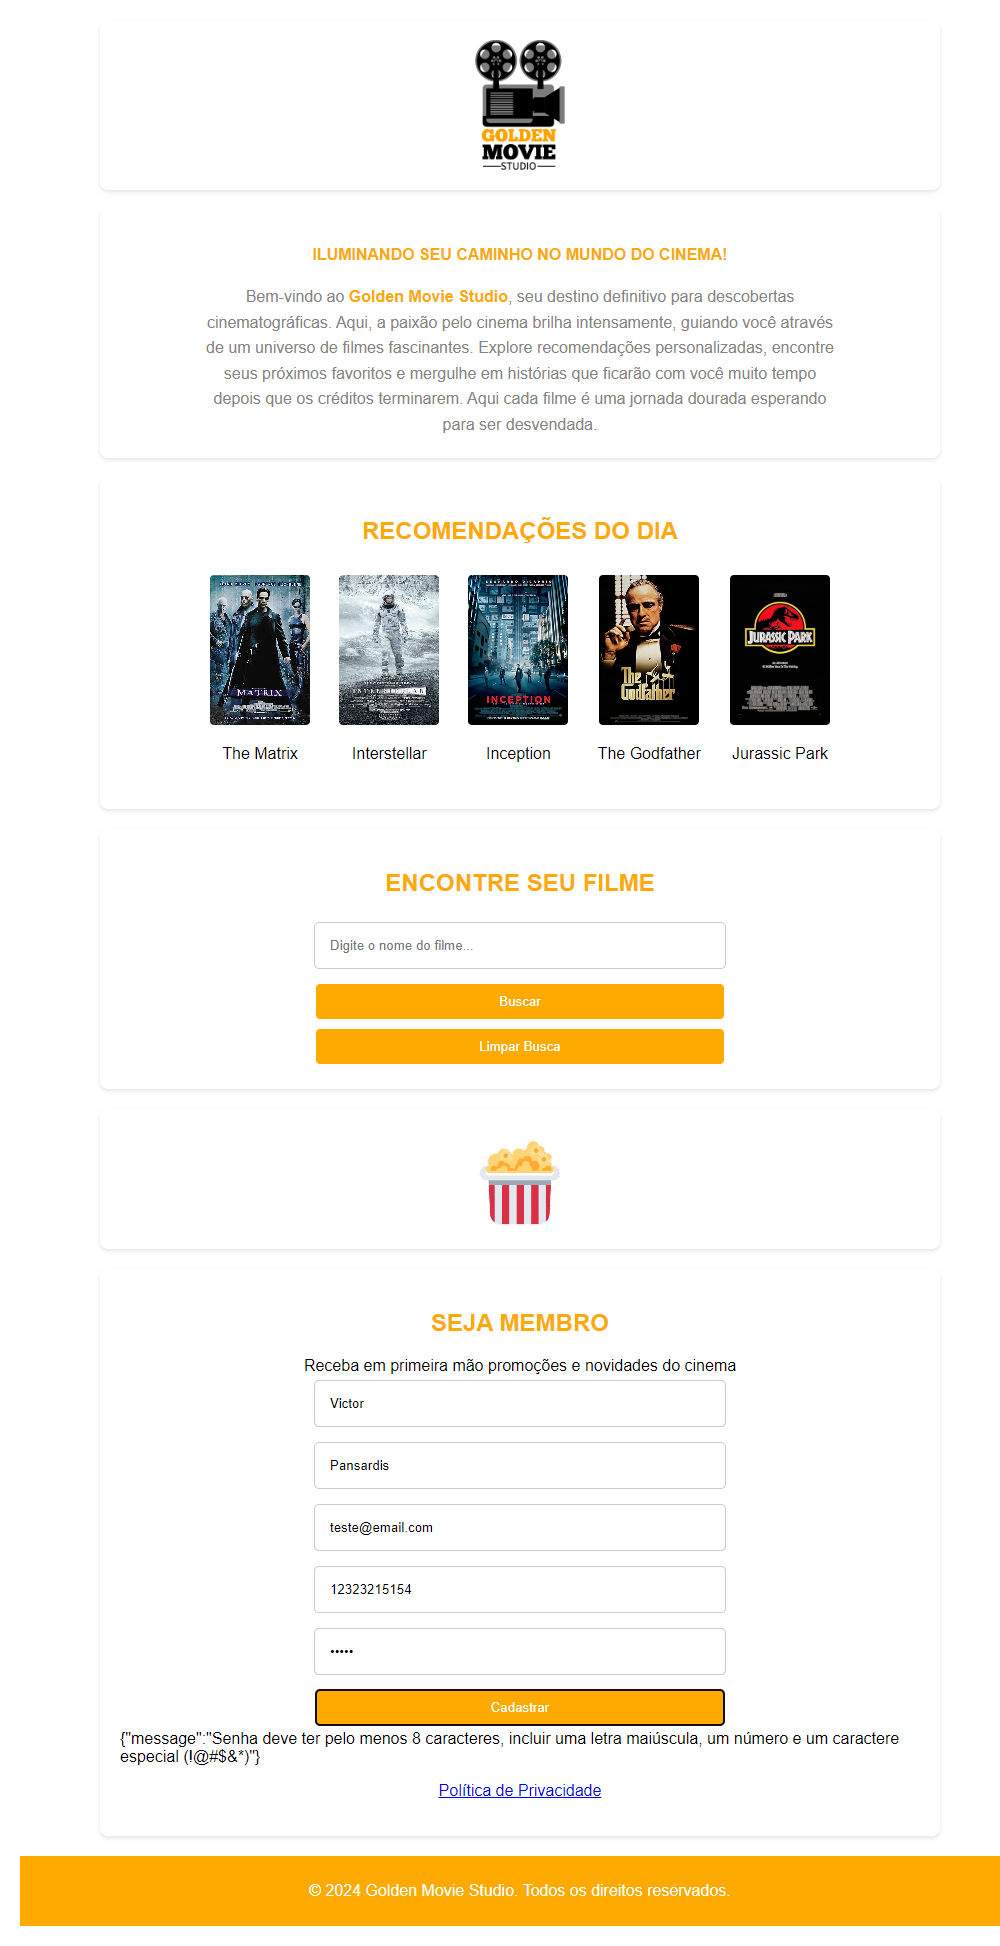 GOLDEN
MOVIE
STUDIO
ILUMINANDO SEU CAMINHO NO MUNDO DO CINEMA!
Bem-vindo ao Golden Movie Studio, seu destino definitivo para descobertas
cinematográficas. Aqui, a paixão pelo cinema brilha intensamente, guiando você através
de um universo de filmes fascinantes. Explore recomendações personalizadas, encontre
seus próximos favoritos e mergulhe em histórias que ficarão com você muito tempo
depois que os créditos terminarem. Aqui cada filme é uma jornada dourada esperando
para ser desvendada.
RECOMENDAÇÕES DO DIA
MATRIX
INTERSTELLAR
INCEPTION
The
Godfather
JURASSIC PARK
The Matrix
Interstellar
Inception
The Godfather
Jurassic Park
ENCONTRE SEU FILME
Digite o nome do filme...
Buscar
Limpar Busca
SEJA MEMBRO
Receba em primeira mão promoções e novidades do cinema
Victor
Pansardis
teste@email.com
12323215154
•••••
Cadastrar
{"message":"Senha deve ter pelo menos 8 caracteres, incluir uma letra maiúscula, um número e um caractere
especial (!@#$&*)"}
Política de Privacidade
© 2024 Golden Movie Studio. Todos os direitos reservados.